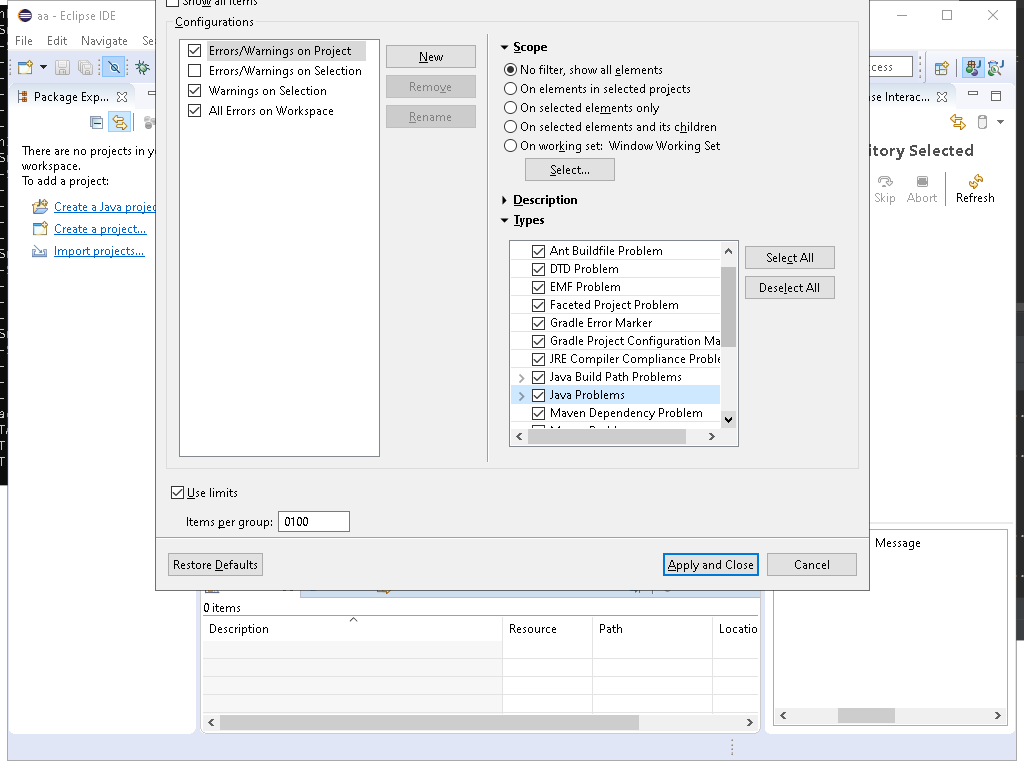 aa - Eclipse IDE
File Edit Navigate Se
Package Exp...
There are no projects in y
workspace.
To add a project:
Create a Java projec
Create a project...
Import projects...
Show all items
Configurations
Errors/Warnings on Project
Errors/Warnings on Selection
Warnings on Selection
All Errors on Workspace
New
Remove
Rename
Scope
No filter, show all elements
On elements in selected projects
On selected elements only
On selected elements and its children
On working set: Window Working Set
Select...
Description
Types
Ant Buildfile Problem
DTD Problem
EMF Problem
Faceted Project Problem
Gradle Error Marker
Gradle Project Configuration Ma
JRE Compiler Compliance Proble
Java Build Path Problems
Java Problems
Maven Dependency Problem
Select All
Deselect All
Use limits
Items per group: 0100
Restore Defaults
Apply and Close
Cancel
cess
se Interac...
itory Selected
Skip Abort Refresh
Message
0 items
Description Resource Path Locatio